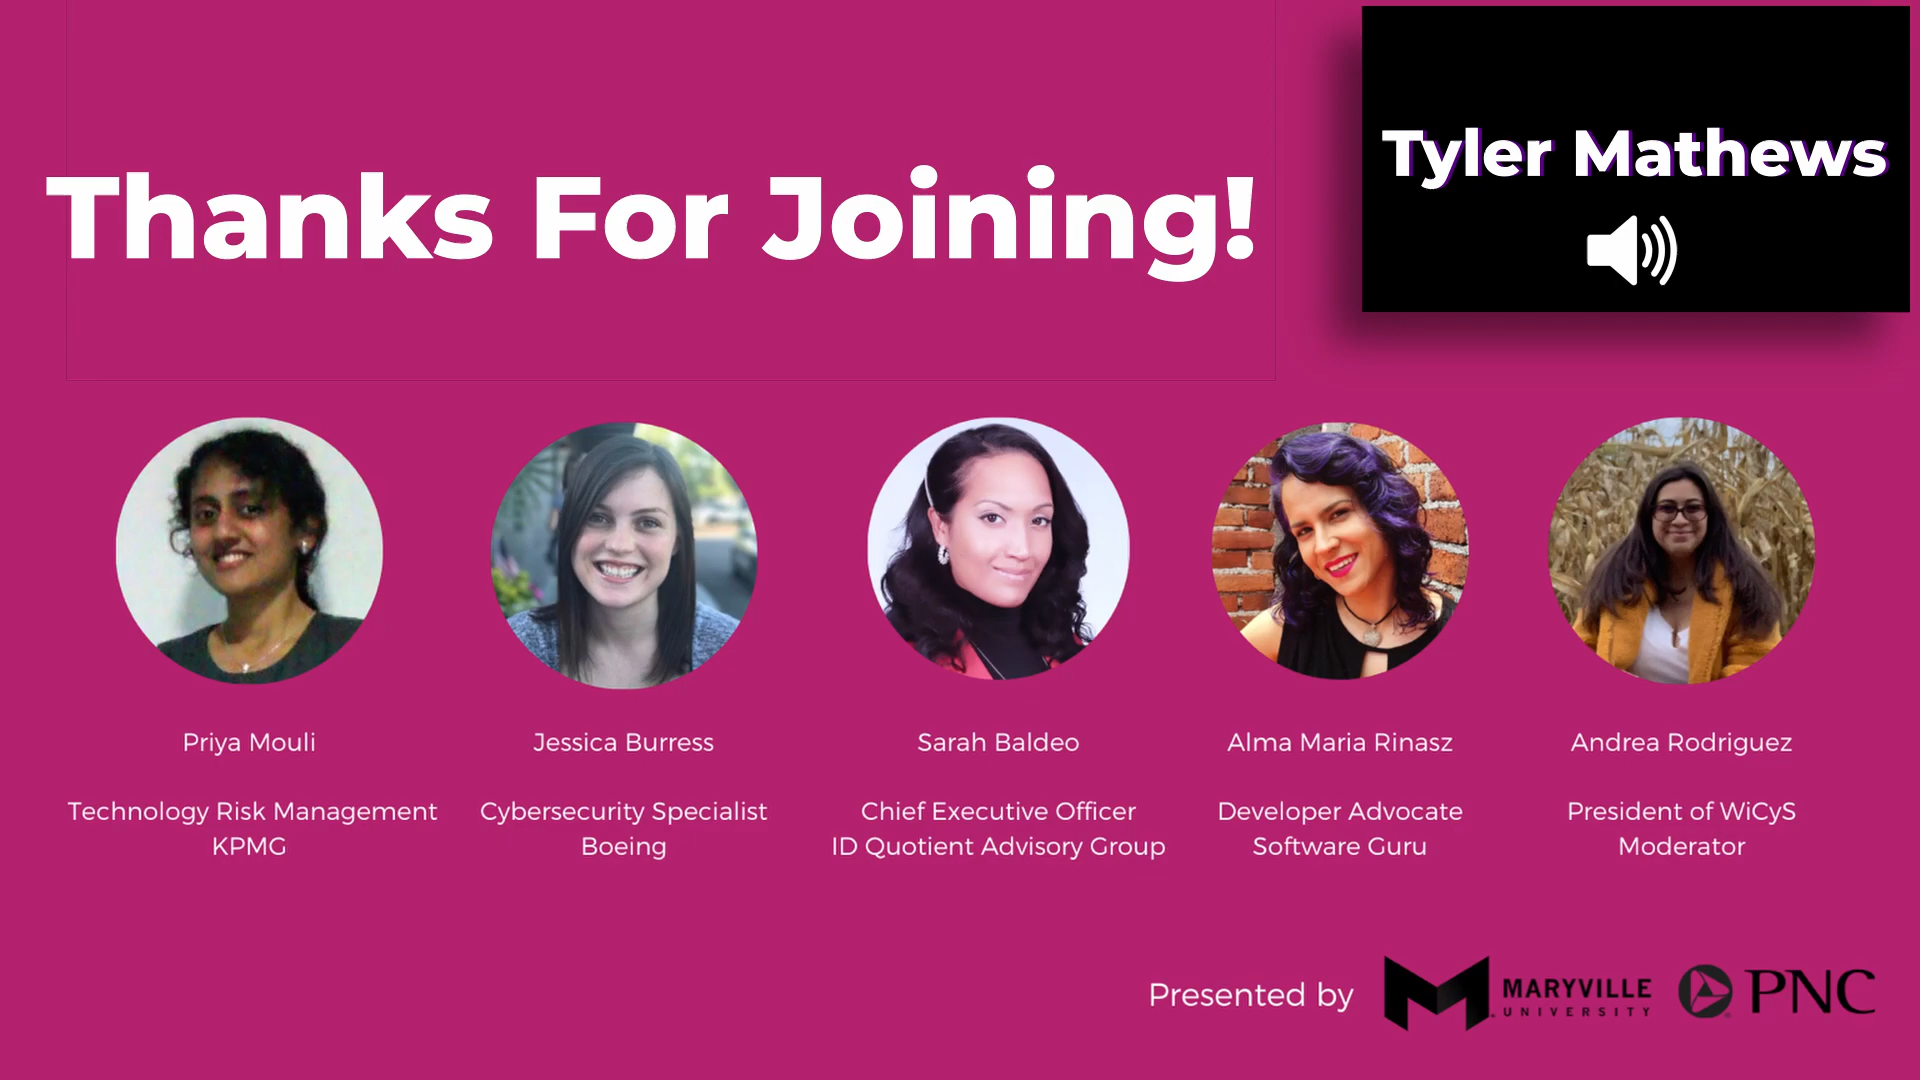 Thanks For Joining!
Tyler Mathews
Priya Mouli
Technology Risk Management
KPMG
Jessica Burress
Cybersecurity Specialist
Boeing
Sarah Baldeo
Chief Executive Officer
ID Quotient Advisory Group
Alma Maria Rinasz
Developer Advocate
Software Guru
Andrea Rodriguez
President of WiCyS
Moderator
Presented by
MARYVILLE
UNIVERSITY
PNC